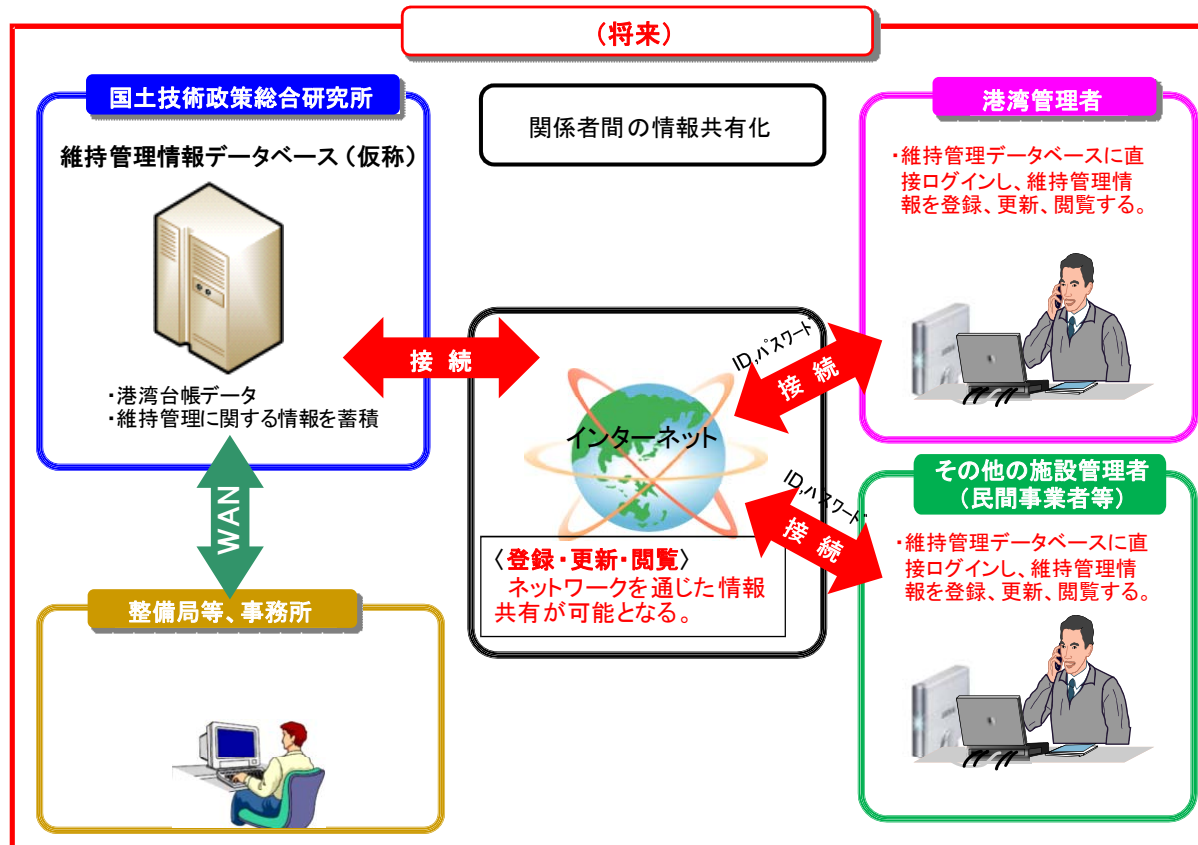 (将来)
国土技術政策総合研究所
維持管理情報データベース（仮称）
・港湾台帳データ
・維持管理に関する情報を蓄積
関係者間の情報共有化
港湾管理者
・維持管理データベースに直
接ログインし、維持管理情
報を登録、更新、閲覧する。
接 続
ID,パスワード
接 続
インターネット
ID,パスワード
接 続
〈登録・更新・閲覧〉
ネットワークを通じた情報
共有が可能となる。
その他の施設管理者
（民間事業者等）
・維持管理データベースに直
接ログインし、維持管理情
報を登録、更新、閲覧する。
WAN
整備局等、事務所